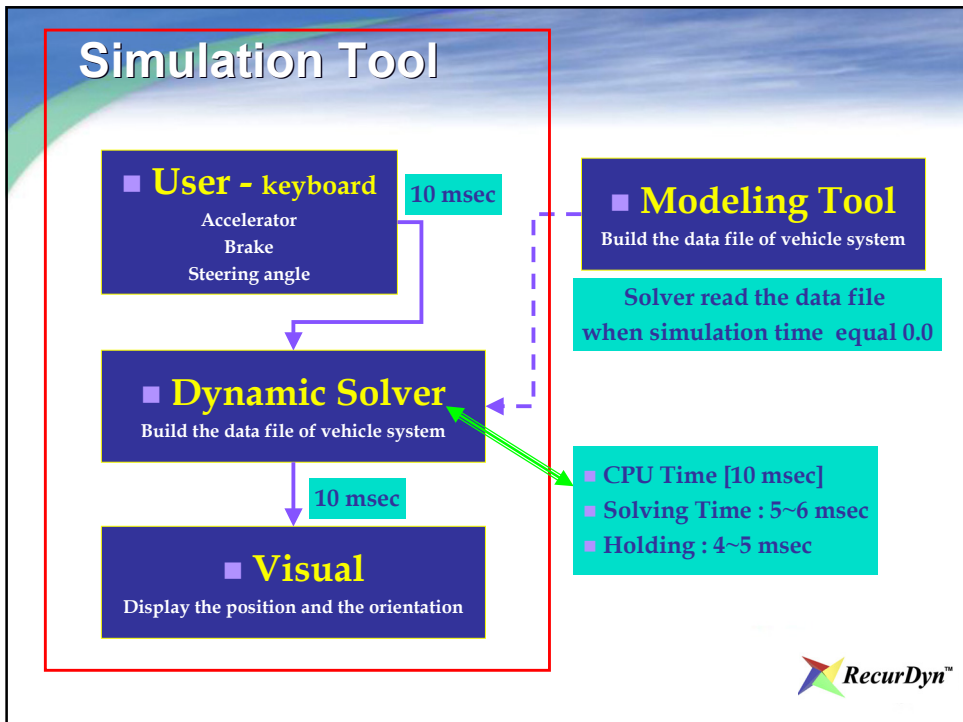 Simulation Tool
User - keyboard
Accelerator
Brake
Steering angle
10 msec
Modeling Tool
Build the data file of vehicle system
Solver read the data file
when simulation time equal 0.0
Dynamic Solver
Build the data file of vehicle system
10 msec
CPU Time [10 msec]
Solving Time : 5~6 msec
Holding : 4~5 msec
Visual
Display the position and the orientation
RecurDyn™